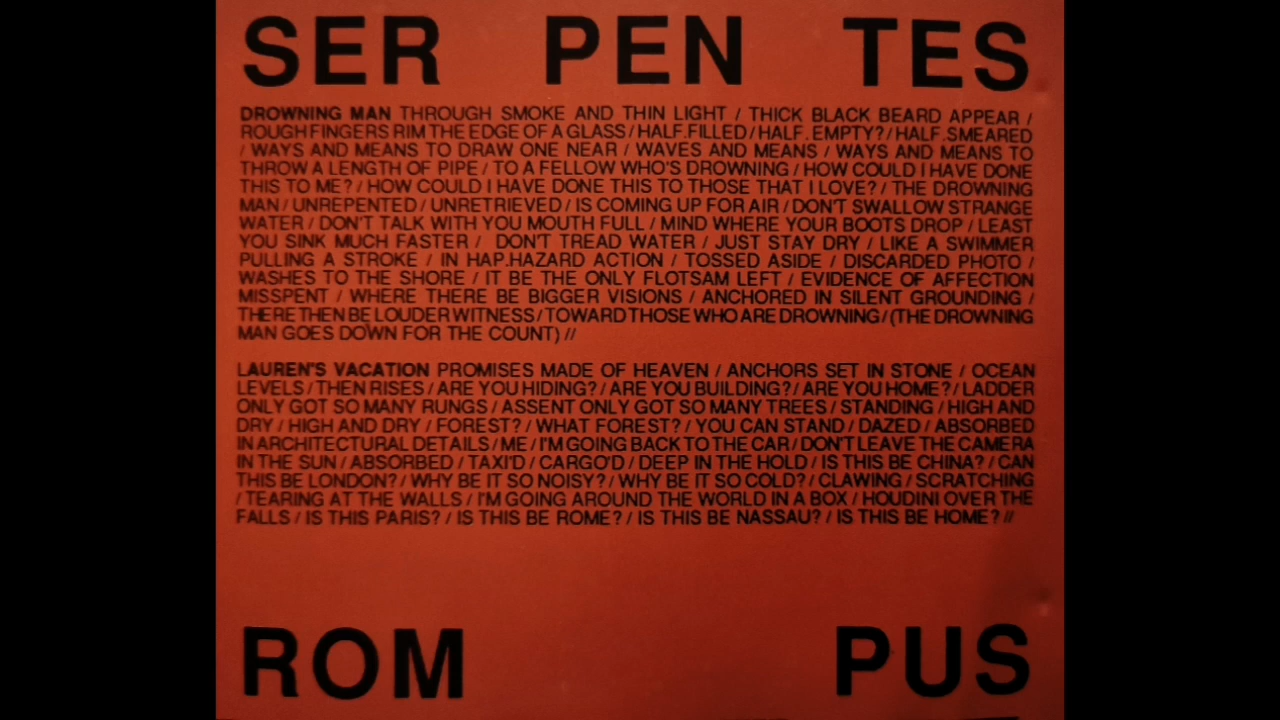 SER PEN TES
DROWNING MAN THROUGH SMOKE AND THIN LIGHT / THICK BLACK BEARD APPEAR /
ROUGH FINGERS RIM THE EDGE OF A GLASS / HALF.FILLED / HALF. EMPTY? / HALF.SMEARED
/ WAYS AND MEANS TO DRAW ONE NEAR / WAVES AND MEANS / WAYS AND MEANS TO
THROW A LENGTH OF PIPE / TO A FELLOW WHO'S DROWNING / HOW COULD I HAVE DONE
THIS TO ME? / HOW COULD I HAVE DONE THIS TO THOSE THAT I LOVE? / THE DROWNING
MAN / UNREPENTED / UNRETRIEVED / IS COMING UP FOR AIR / DON'T SWALLOW STRANGE
WATER / DON'T TALK WITH YOU MOUTH FULL / MIND WHERE YOUR BOOTS DROP / LEAST
YOU SINK MUCH FASTER / DON'T TREAD WATER / JUST STAY DRY / LIKE A SWIMMER
PULLING A STROKE / IN HAP.HAZARD ACTION / TOSSED ASIDE / DISCARDED PHOTO /
WASHES TO THE SHORE / IT BE THE ONLY FLOTSAM LEFT / EVIDENCE OF AFFECTION
MISSPENT / WHERE THERE BE BIGGER VISIONS / ANCHORED IN SILENT GROUNDING /
THERE THEN BE LOUDER WITNESS / TOWARD THOSE WHO ARE DROWNING / (THE DROWNING
MAN GOES DOWN FOR THE COUNT) //
LAUREN'S VACATION PROMISES MADE OF HEAVEN / ANCHORS SET IN STONE / OCEAN
LEVELS / THEN RISES / ARE YOU HIDING? / ARE YOU BUILDING? / ARE YOU HOME? / LADDER
ONLY GOT SO MANY RUNGS / ASSENT ONLY GOT SO MANY TREES / STANDING / HIGH AND
DRY / HIGH AND DRY / FOREST? / WHAT FOREST? / YOU CAN STAND / DAZED / ABSORBED
IN ARCHITECTURAL DETAILS / ME / I'M GOING BACK TO THE CAR / DON'T LEAVE THE CAMERA
IN THE SUN / ABSORBED / TAXI'D / CARGO'D / DEEP IN THE HOLD / IS THIS BE CHINA? / CAN
THIS BE LONDON? / WHY BE IT SO NOISY? / WHY BE IT SO COLD? / CLAWING / SCRATCHING
/ TEARING AT THE WALLS / I'M GOING AROUND THE WORLD IN A BOX / HOUDINI OVER THE
FALLS / IS THIS PARIS? / IS THIS BE ROME? / IS THIS BE NASSAU? / IS THIS BE HOME? //
ROM PUS